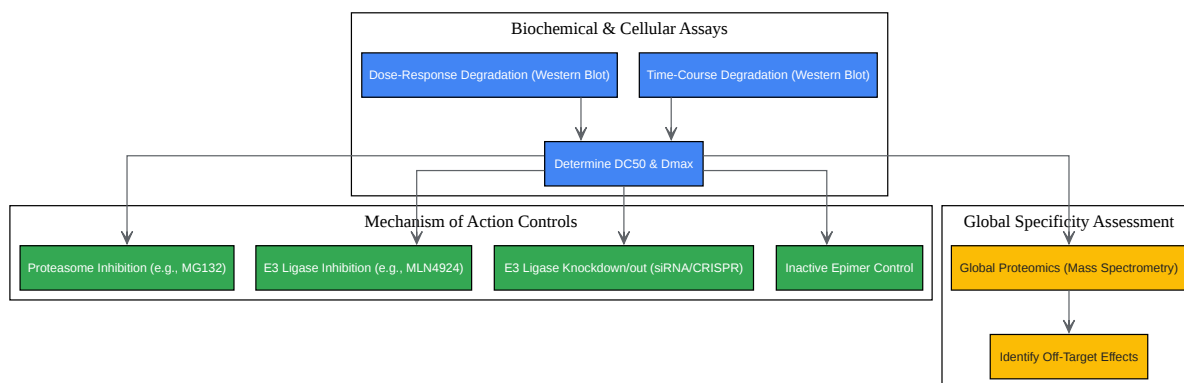 Biochemical & Cellular Assays
Dose-Response Degradation (Western Blot)
Time-Course Degradation (Western Blot)
Determine DC50 & Dmax
Mechanism of Action Controls
Global Specificity Assessment
Proteasome Inhibition (e.g., MG132)
E3 Ligase Inhibition (e.g., MLN4924)
E3 Ligase Knockdown/out (siRNA/CRISPR)
Inactive Epimer Control
Global Proteomics (Mass Spectrometry)
Identify Off-Target Effects